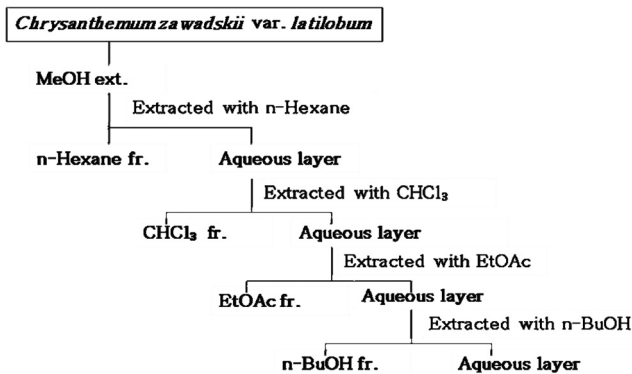 Chrysanthemum zawadskii var. latilobum
MeOH ext.
Extracted with n-Hexane
n-Hexane fr. Aqueous layer
Extracted with CHCl₃
CHCl₃ fr. Aqueous layer
Extracted with EtOAc
EtOAc fr. Aqueous layer
Extracted with n-BuOH
n-BuOH fr. Aqueous layer